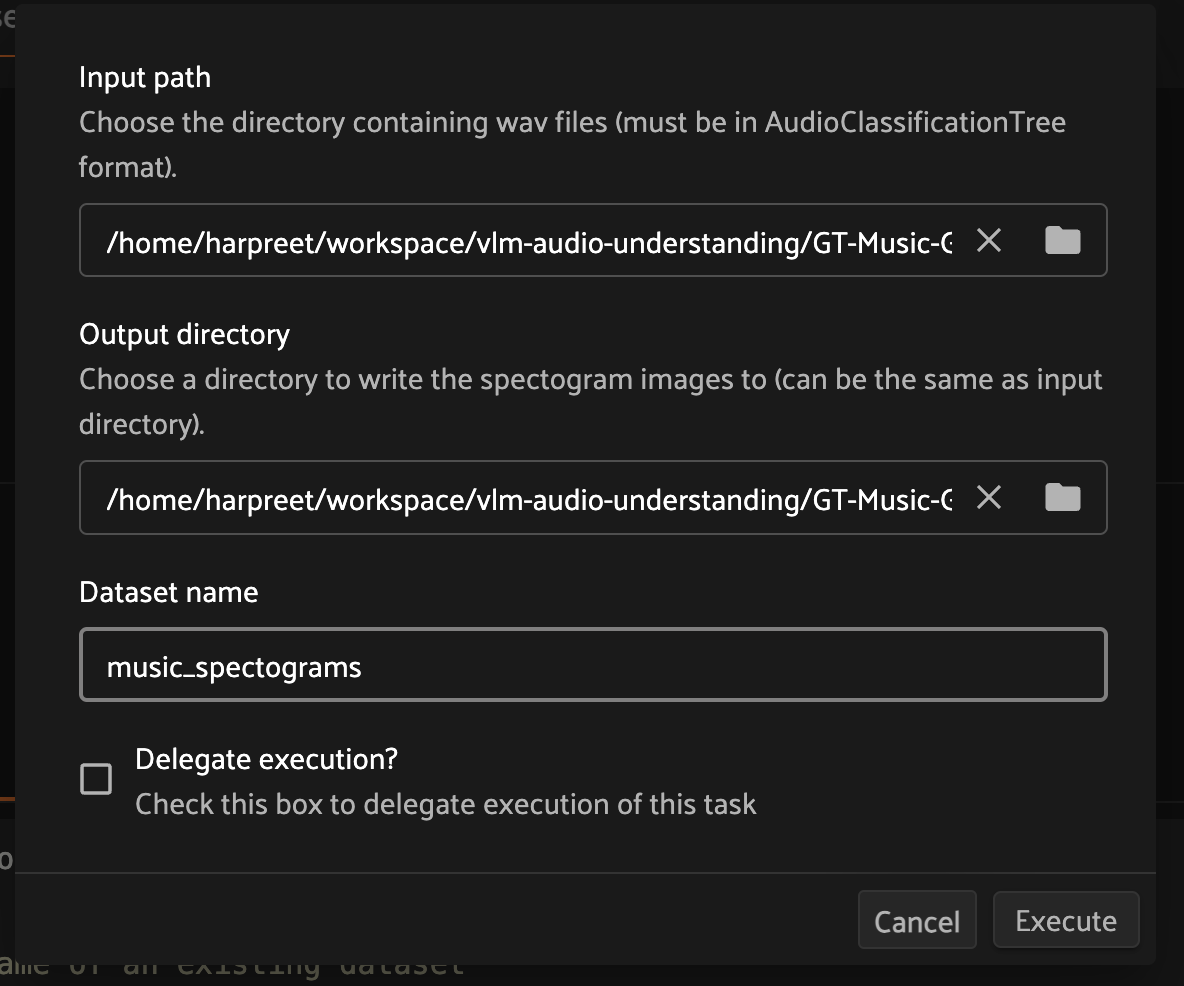 Input path
Choose the directory containing wav files (must be in AudioClassificationTree
format).
/home/harpreet/workspace/vlm-audio-understanding/GT-Music-G
Output directory
Choose a directory to write the spectogram images to (can be the same as input
directory).
/home/harpreet/workspace/vlm-audio-understanding/GT-Music-G
Dataset name
music_spectograms
Delegate execution?
Check this box to delegate execution of this task
Cancel Execute
ame of an existing dataset